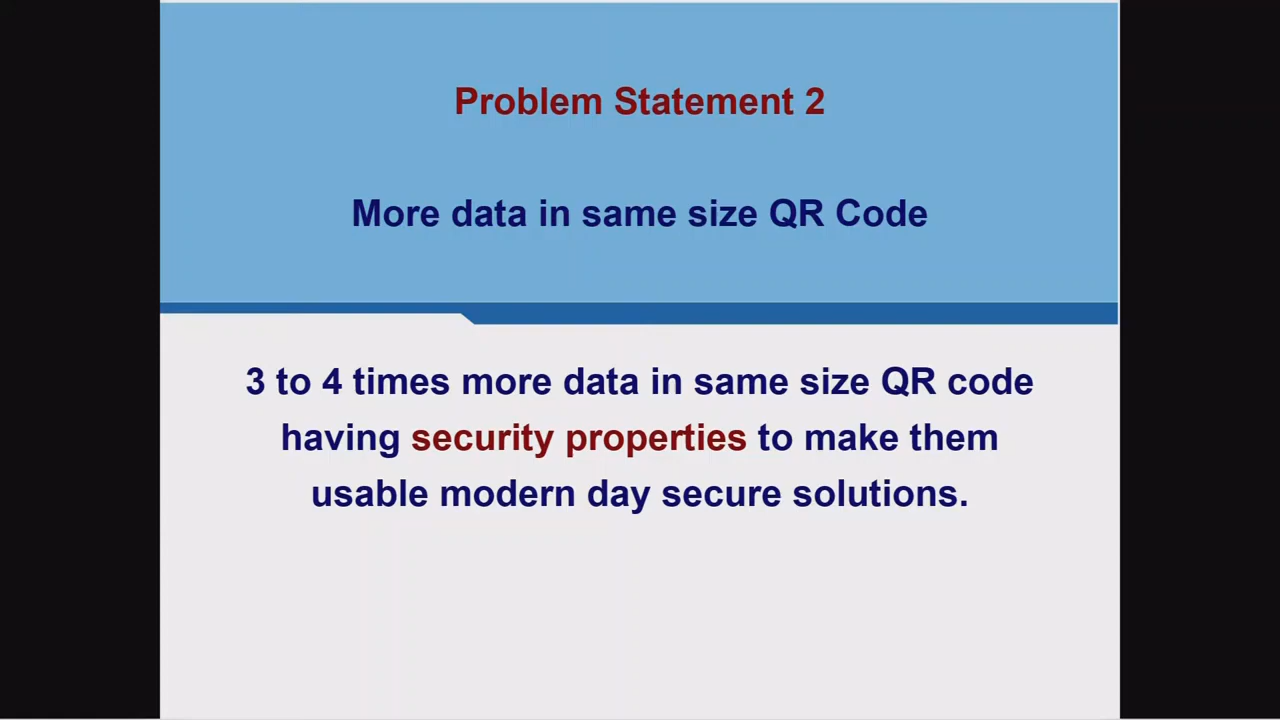 Problem Statement 2
More data in same size QR Code
3 to 4 times more data in same size QR code
having security properties to make them
usable modern day secure solutions.